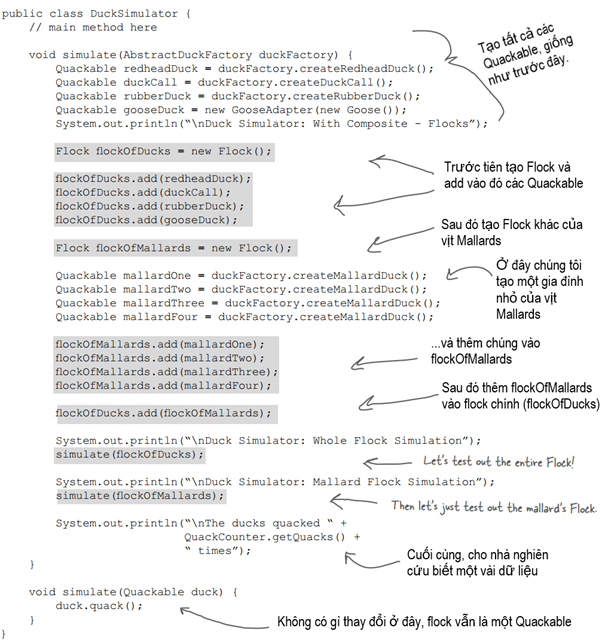 public class DuckSimulator {
// main method here
void simulate(AbstractDuckFactory duckFactory) {
Quackable redheadDuck = duckFactory.createRedheadDuck();
Quackable duckCall = duckFactory.createDuckCall();
Quackable rubberDuck = duckFactory.createRubberDuck();
Quackable gooseDuck = new GooseAdapter(new Goose());
System.out.println(“\nDuck Simulator: With Composite - Flocks”);
Tạo tất cả các
Quackable, giống
như trước đây.
Flock flockOfDucks = new Flock();
flockOfDucks.add(redheadDuck);
flockOfDucks.add(duckCall);
flockOfDucks.add(rubberDuck);
flockOfDucks.add(gooseDuck);
Trước tiên tạo Flock và
add vào đó các Quackable
Flock flockOfMallards = new Flock();
Sau đó tạo Flock khác của
vịt Mallards
Quackable mallardOne = duckFactory.createMallardDuck();
Quackable mallardTwo = duckFactory.createMallardDuck();
Quackable mallardThree = duckFactory.createMallardDuck();
Quackable mallardFour = duckFactory.createMallardDuck();
Ở đây chúng tôi
tạo một gia đình
nhỏ của vịt
Mallards
flockOfMallards.add(mallardOne);
flockOfMallards.add(mallardTwo);
flockOfMallards.add(mallardThree);
flockOfMallards.add(mallardFour);
...và thêm chúng vào
flockOfMallards
flockOfDucks.add(flockOfMallards);
Sau đó thêm flockOfMallards
vào flock chính (flockOfDucks)
System.out.println(“\nDuck Simulator: Whole Flock Simulation”);
simulate(flockOfDucks);
Let’s test out the entire Flock!
System.out.println(“\nDuck Simulator: Mallard Flock Simulation”);
simulate(flockOfMallards);
Then let’s just test out the mallard’s Flock.
System.out.println(“\nThe ducks quacked “ +
QuackCounter.getQuacks() +
“ times”);
Cuối cùng, cho nhà nghiên
cứu biết một vài dữ liệu
}
void simulate(Quackable duck) {
duck.quack();
Không có gì thay đổi ở đây, flock vẫn là một Quackable
}
}